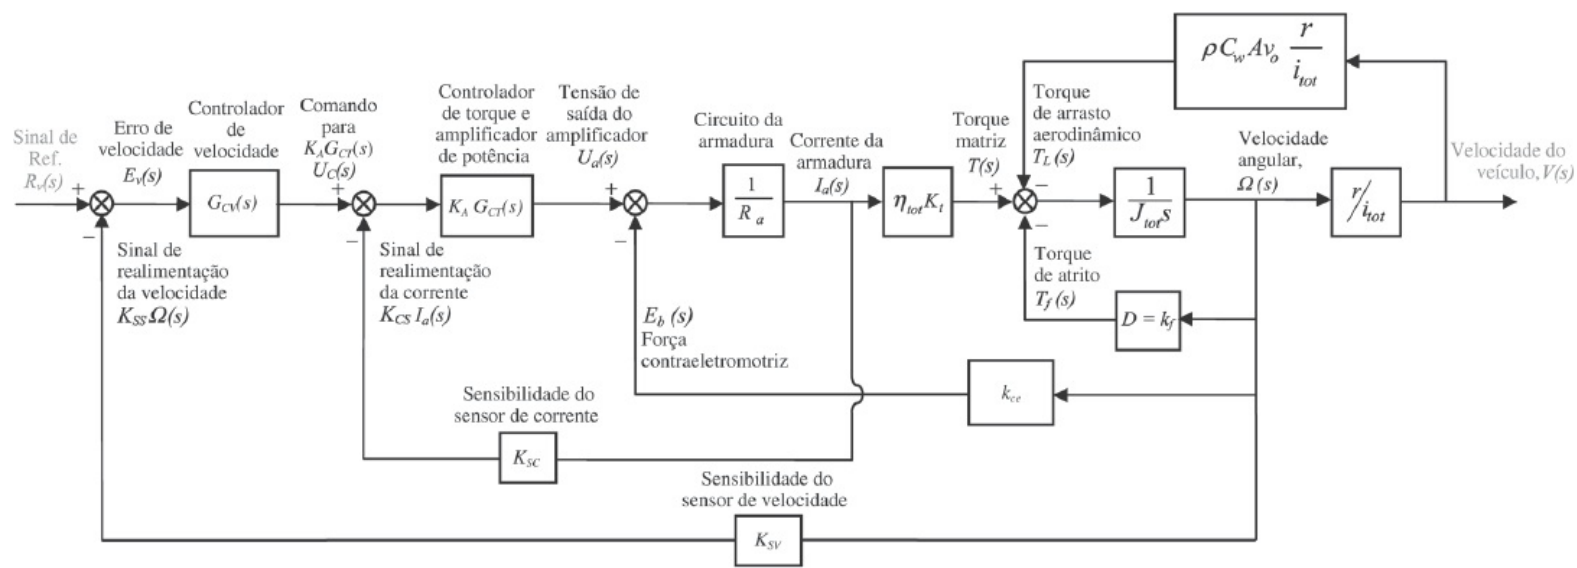 Sinal de
Ref.
R_v(s)
+
−
Erro de
velocidade
E_v(s)
Controlador
de
velocidade
G_CV(s)
Comando
para
K_A G_CT(s)
U_C(s)
+
−
Controlador
de torque e
amplificador
de potência
K_A G_CT(s)
Tensão de
saída do
amplificador
U_a(s)
+
−
Circuito da
armadura
1
R_a
Corrente da
armadura
I_a(s)
η_tot K_t
Torque
matriz
T(s)
+
−
−
Torque
de arrasto
aerodinâmico
T_L(s)
ρ C_w A v_o r
i_tot
1
J_tot s
Velocidade
angular,
Ω(s)
r/i_tot
Velocidade do
veículo, V(s)
Sinal de
realimentação
da velocidade
K_SS Ω(s)
Sinal de
realimentação
da corrente
K_CS I_a(s)
E_b (s)
Força
contraeletromotriz
Torque
de atrito
T_f(s)
D = k_f
k_ce
Sensibilidade do
sensor de corrente
K_SC
Sensibilidade do
sensor de velocidade
K_SV